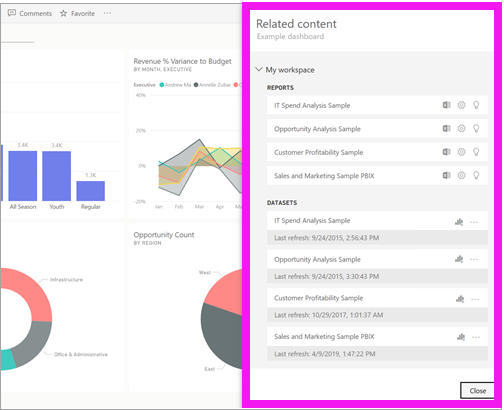 Comments Favorite ...
Revenue % Variance to Budget
BY MONTH, EXECUTIVE
Executive Andrew Ma Annelie Zubar
40%
20%
0%
-20%
Jan Feb Mar Apr May Jun
3.4K 3.4K
1.3K
All Season Youth Regular
Infrastructure
Office & Administrative
Opportunity Count
BY REGION
West
East
Related content
Example dashboard
My workspace
REPORTS
IT Spend Analysis Sample
Opportunity Analysis Sample
Customer Profitability Sample
Sales and Marketing Sample PBIX
DATASETS
IT Spend Analysis Sample ...
Last refresh: 9/24/2015, 2:56:43 PM
Opportunity Analysis Sample ...
Last refresh: 9/24/2015, 3:30:43 PM
Customer Profitability Sample ...
Last refresh: 10/29/2017, 1:01:37 AM
Sales and Marketing Sample PBIX ...
Last refresh: 4/9/2019, 1:47:22 PM
Close